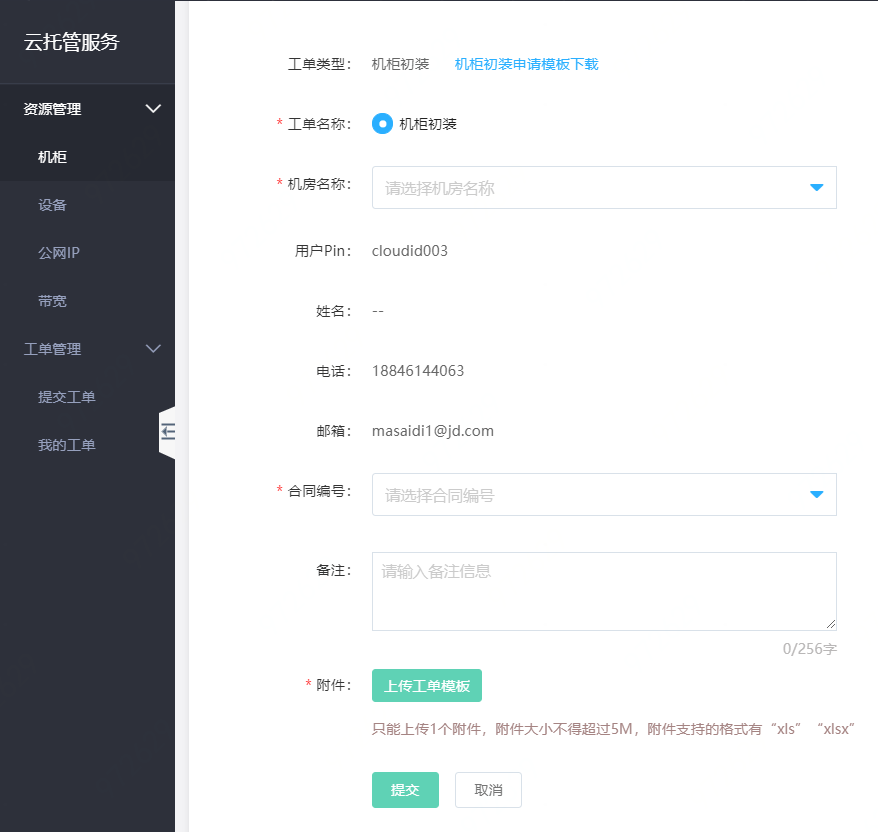 云托管服务
资源管理
机柜
设备
公网IP
带宽
工单管理
提交工单
我的工单
工单类型： 机柜初装 机柜初装申请模板下载
* 工单名称： 机柜初装
* 机房名称： 请选择机房名称
用户Pin： cloudid003
姓名： --
电话： 18846144063
邮箱： masaidi1@jd.com
* 合同编号： 请选择合同编号
备注： 请输入备注信息
0/256字
* 附件： 上传工单模板
只能上传1个附件，附件大小不得超过5M，附件支持的格式有“xls” “xlsx”
提交 取消